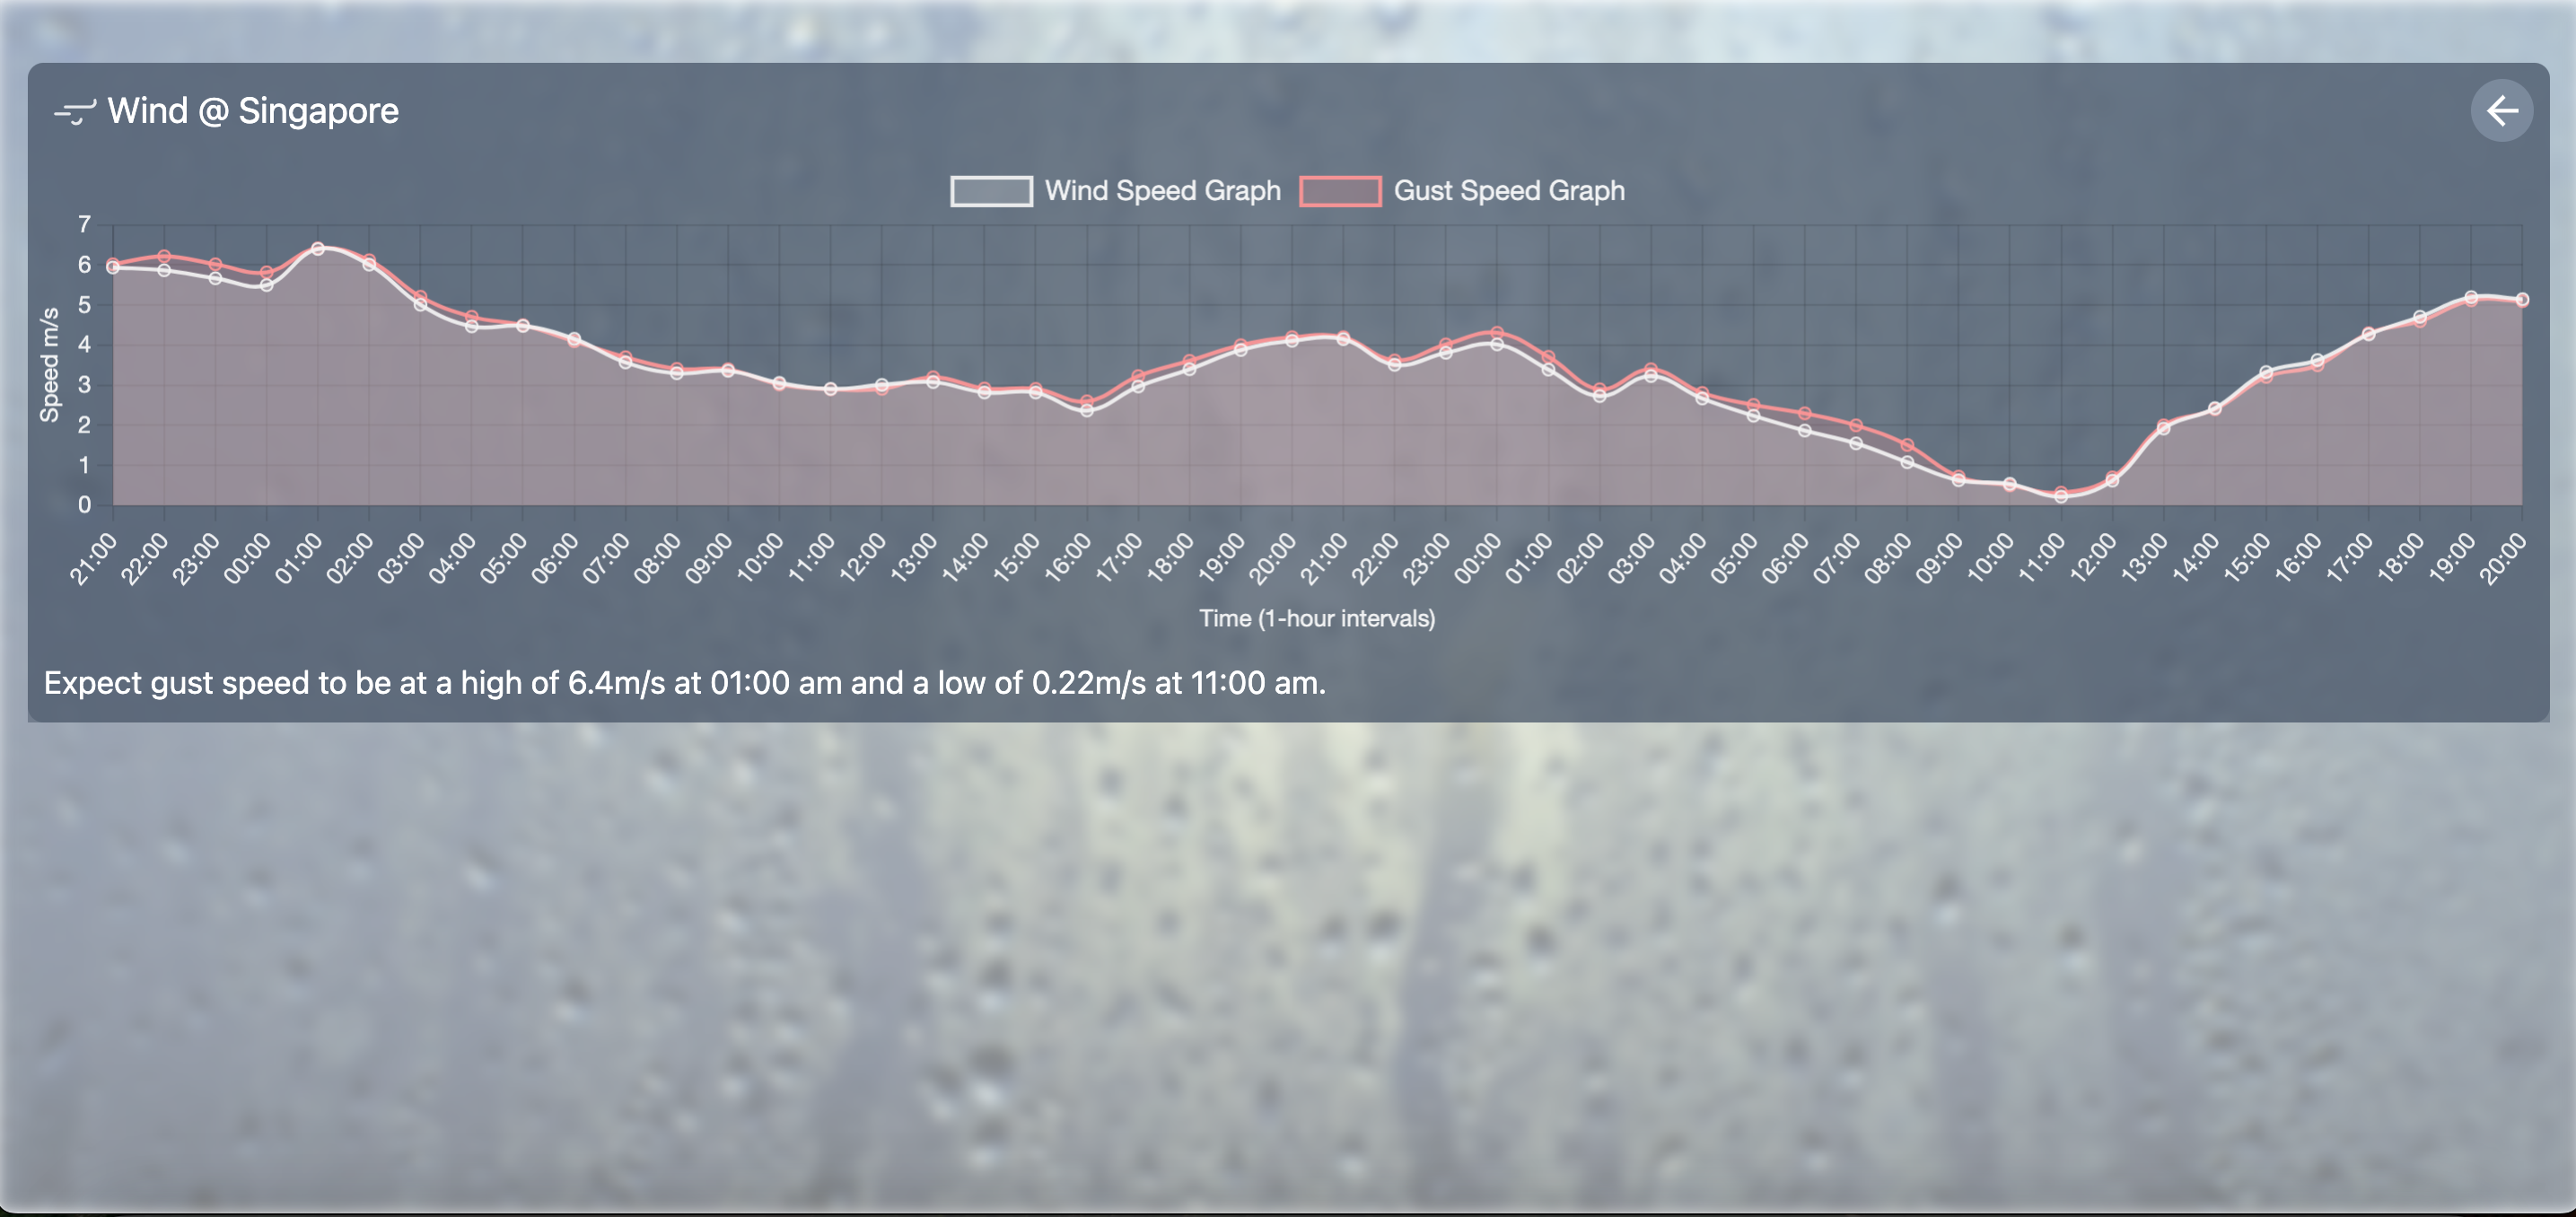 Wind @ Singapore
Wind Speed Graph Gust Speed Graph
7
6
5
4
3
2
1
0
Speed m/s
21:00 22:00 23:00 00:00 01:00 02:00 03:00 04:00 05:00 06:00 07:00 08:00 09:00 10:00 11:00 12:00 13:00 14:00 15:00 16:00 17:00 18:00 19:00 20:00 21:00 22:00 23:00 00:00 01:00 02:00 03:00 04:00 05:00 06:00 07:00 08:00 09:00 10:00 11:00 12:00 13:00 14:00 15:00 16:00 17:00 18:00 19:00 20:00
Time (1-hour intervals)
Expect gust speed to be at a high of 6.4m/s at 01:00 am and a low of 0.22m/s at 11:00 am.